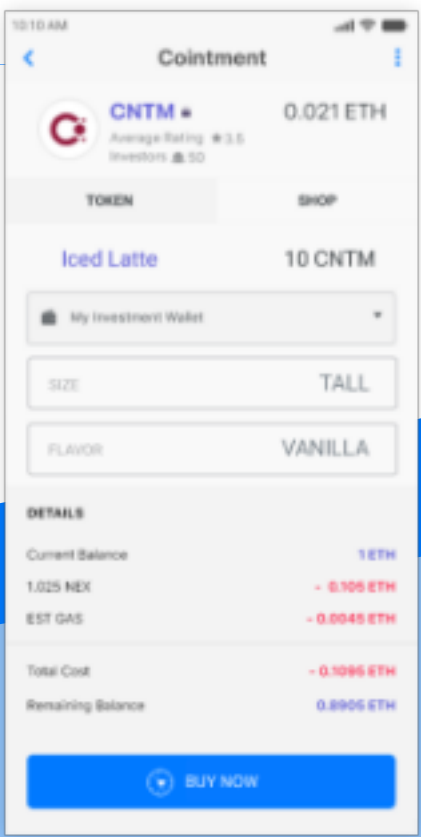 10:10 AM
Cointment
CNTM
0.021 ETH
Average Rating ★ 3.5
Investors 50
TOKEN SHOP
Iced Latte 10 CNTM
My Investment Wallet
SIZE TALL
FLAVOR VANILLA
DETAILS
Current Balance 1 ETH
1.025 NEX - 0.105 ETH
EST GAS - 0.0045 ETH
Total Cost - 0.1095 ETH
Remaining Balance 0.8905 ETH
BUY NOW